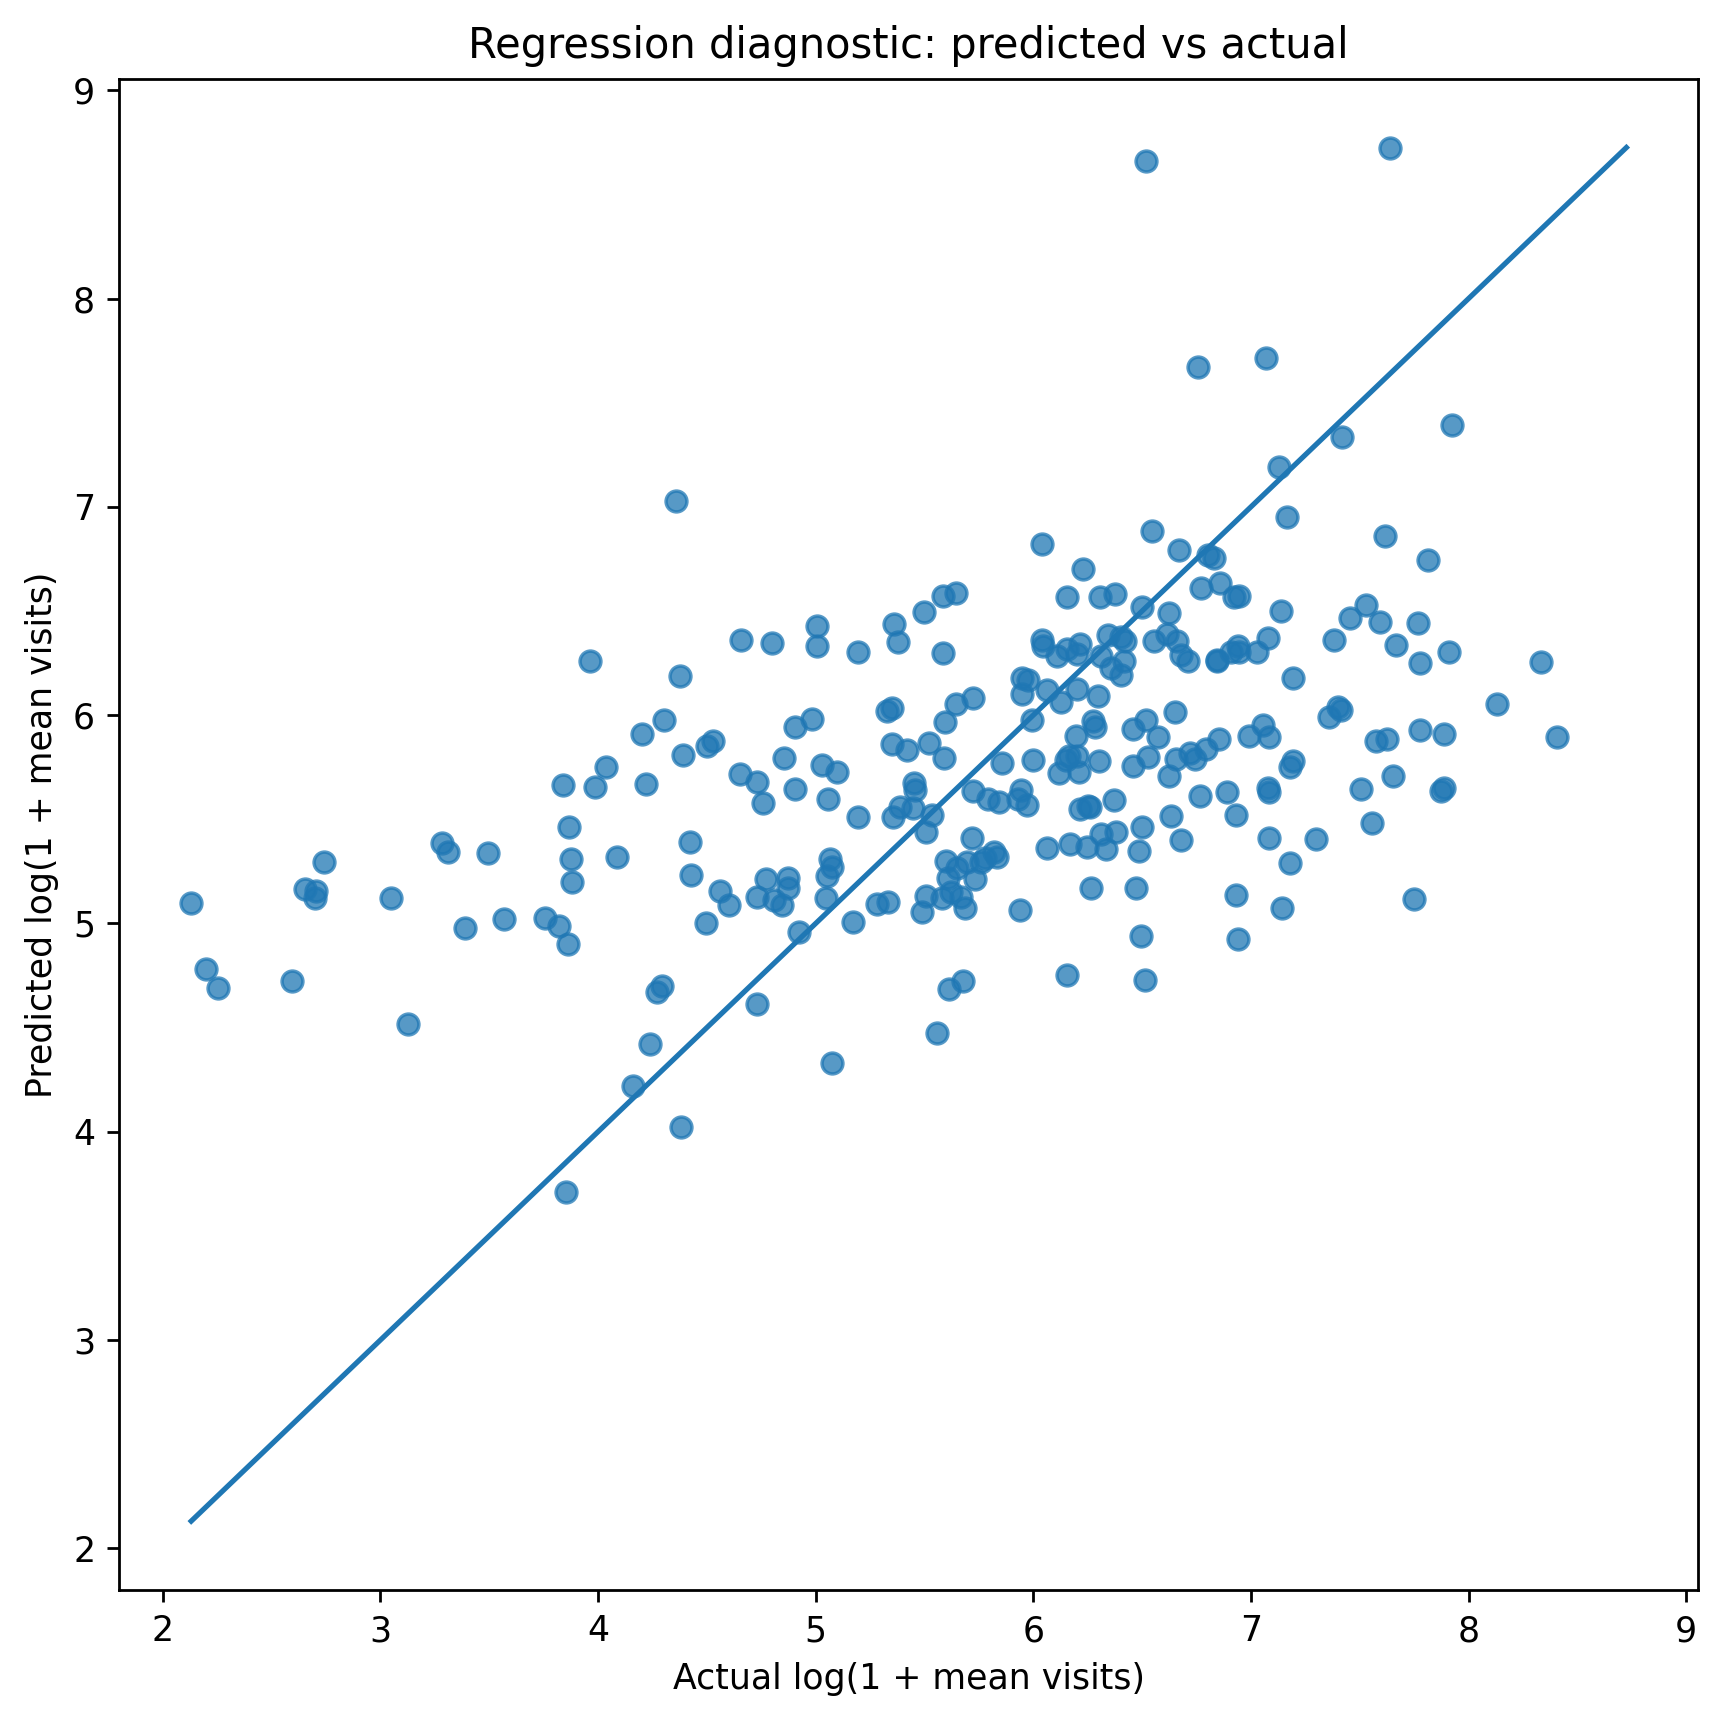 Regression diagnostic: predicted vs actual
9
8
7
6
5
4
3
2
Predicted log(1 + mean visits)
2 3 4 5 6 7 8 9
Actual log(1 + mean visits)